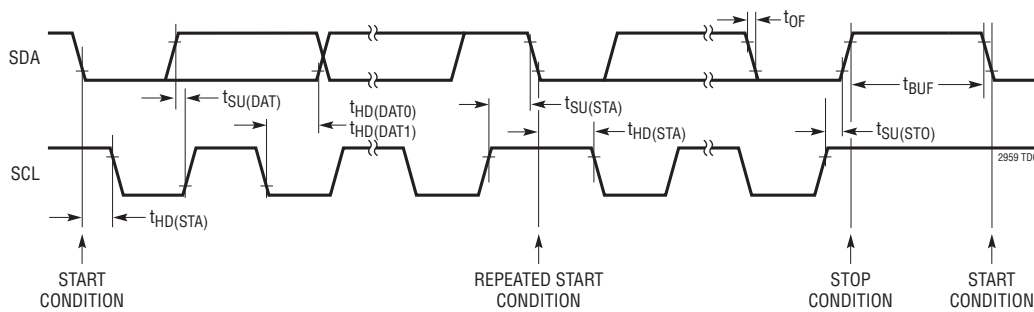 tOF
SDA
tSU(DAT)
tHD(DAT0)
tHD(DAT1)
tSU(STA)
tHD(STA)
tBUF
tSU(STO)
SCL
2959 TD
tHD(STA)
START
CONDITION
REPEATED START
CONDITION
STOP
CONDITION
START
CONDITION